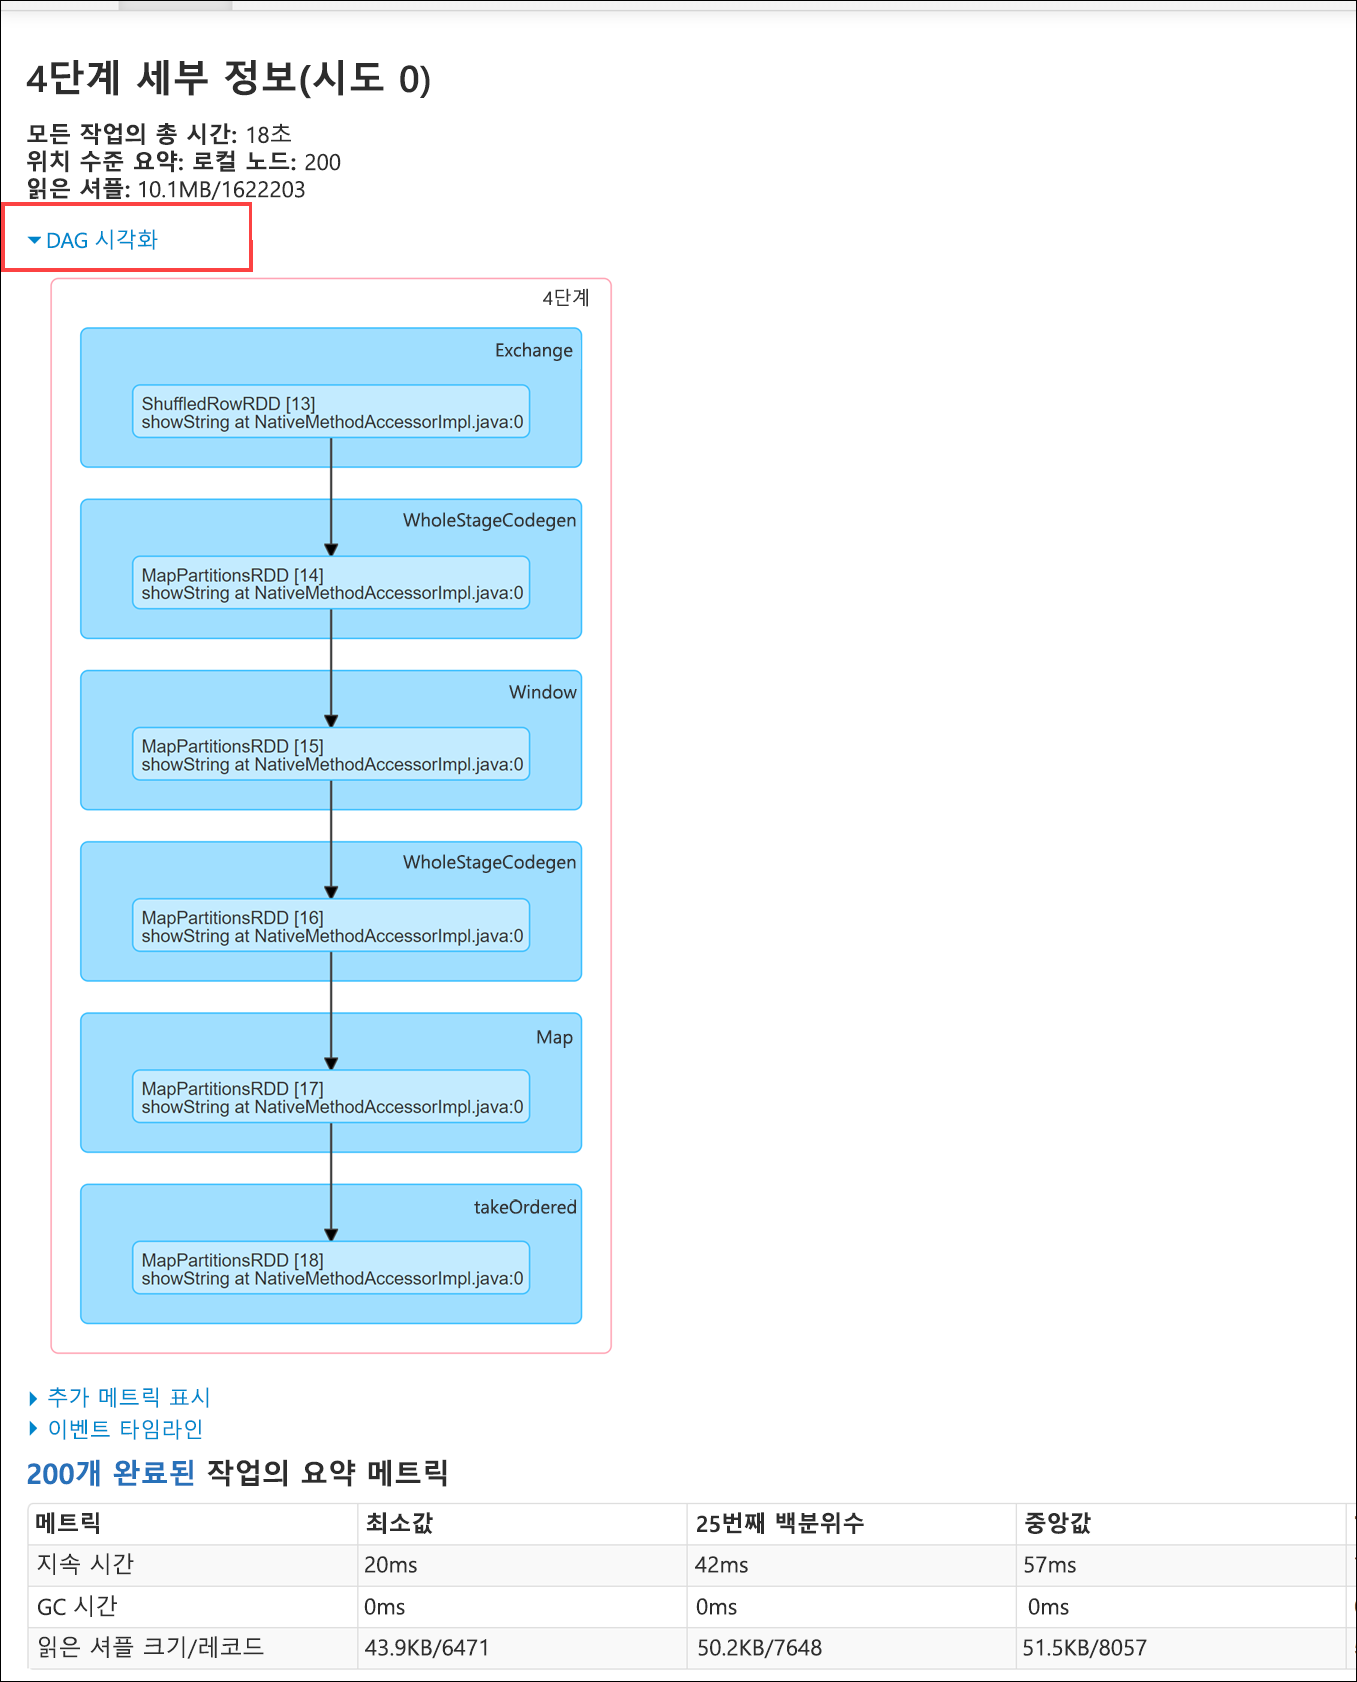 4단계 세부 정보(시도 0)
모든 작업의 총 시간: 18초
위치 수준 요약: 로컬 노드: 200
읽은 셔플: 10.1MB/1622203
DAG 시각화
4단계
Exchange
ShuffledRowRDD [13]
showString at NativeMethodAccessorImpl.java:0
WholeStageCodegen
MapPartitionsRDD [14]
showString at NativeMethodAccessorImpl.java:0
Window
MapPartitionsRDD [15]
showString at NativeMethodAccessorImpl.java:0
WholeStageCodegen
MapPartitionsRDD [16]
showString at NativeMethodAccessorImpl.java:0
Map
MapPartitionsRDD [17]
showString at NativeMethodAccessorImpl.java:0
takeOrdered
MapPartitionsRDD [18]
showString at NativeMethodAccessorImpl.java:0
추가 메트릭 표시
이벤트 타임라인
200개 완료된 작업의 요약 메트릭
메트릭 최소값 25번째 백분위수 중앙값
지속 시간 20ms 42ms 57ms
GC 시간 0ms 0ms 0ms
읽은 셔플 크기/레코드 43.9KB/6471 50.2KB/7648 51.5KB/8057